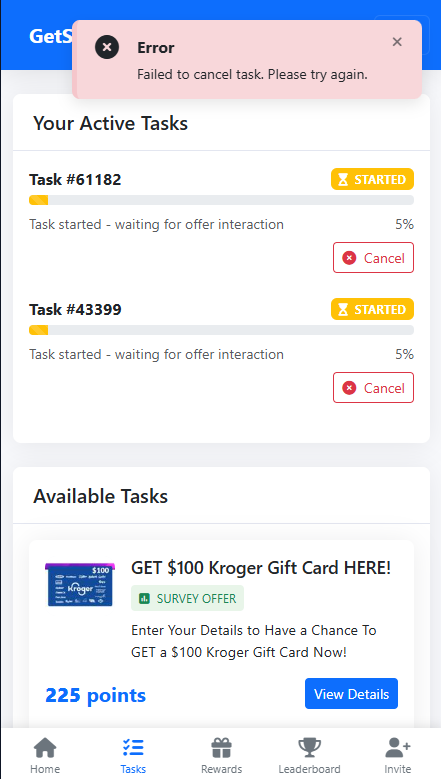 GetS
Error
Failed to cancel task. Please try again.
Your Active Tasks
Task #61182
STARTED
Task started - waiting for offer interaction
5%
Cancel
Task #43399
STARTED
Task started - waiting for offer interaction
5%
Cancel
Available Tasks
$100
Kroger
GET $100 Kroger Gift Card HERE!
SURVEY OFFER
Enter Your Details to Have a Chance To
GET a $100 Kroger Gift Card Now!
225 points
View Details
Home
Tasks
Rewards
Leaderboard
Invite